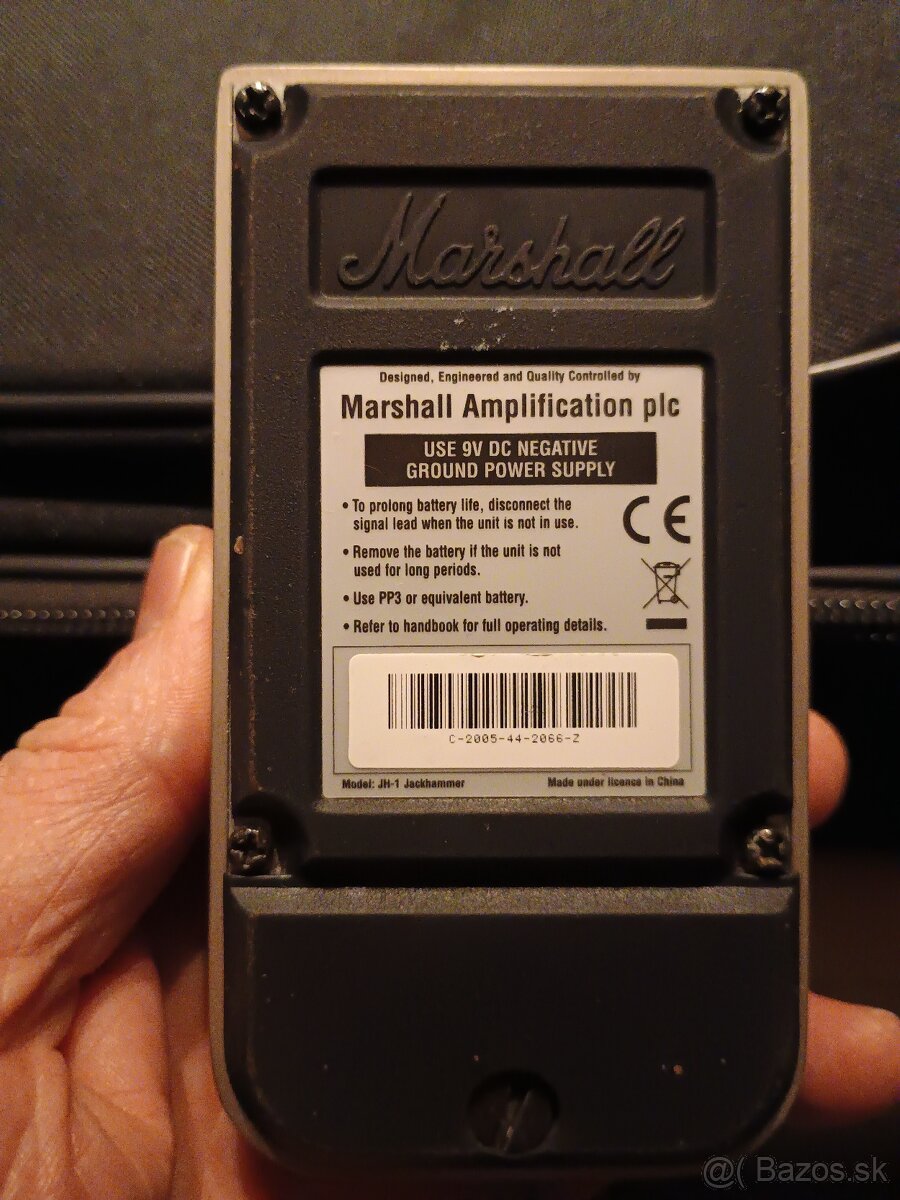 Marshall
Designed, Engineered and Quality Controlled by
Marshall Amplification plc
USE 9V DC NEGATIVE
GROUND POWER SUPPLY
• To prolong battery life, disconnect the
signal lead when the unit is not in use.
• Remove the battery if the unit is not
used for long periods.
• Use PP3 or equivalent battery.
• Refer to handbook for full operating details.
CE
C-2005-44-2066-Z
Model: JH-1 Jackhammer
Made under licence in China
@( Bazos.sk